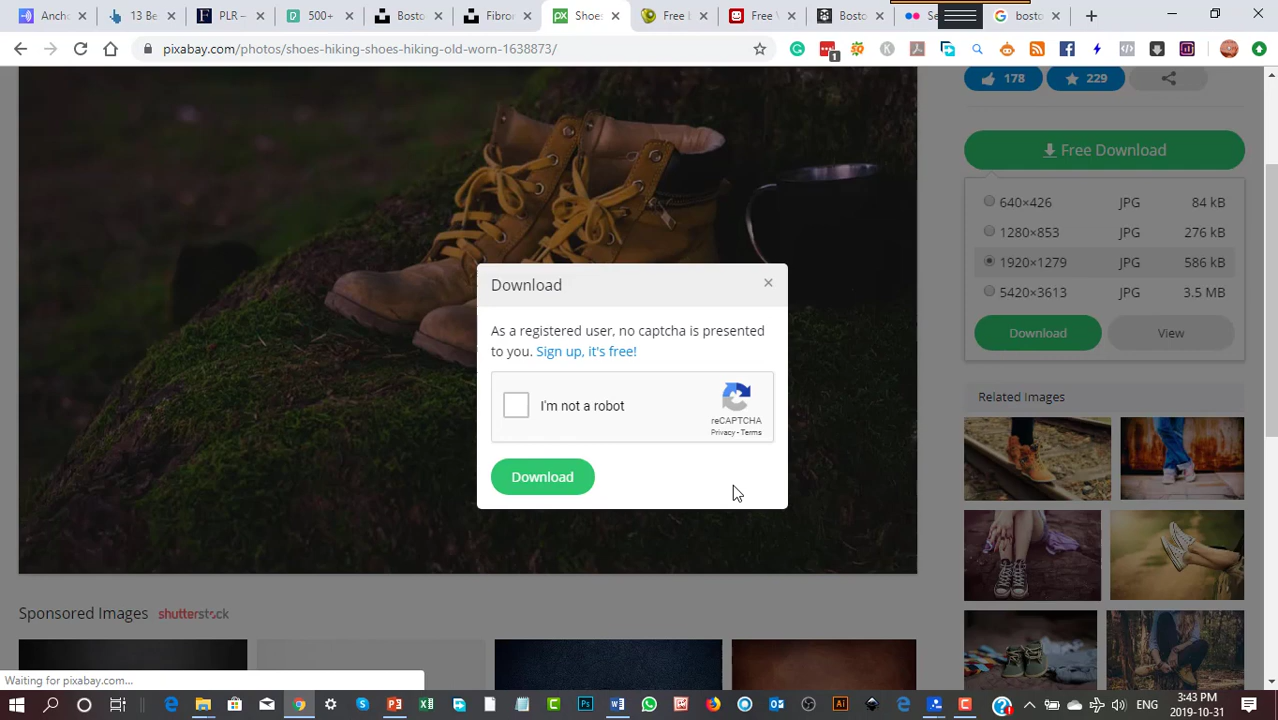 Ancho
13 Be
PLR
500+
Bosto
Fibro
Shoes
Free I
Free V
Bosto
Se
bosto
pixabay.com/photos/shoes-hiking-shoes-hiking-old-worn-1638873/
1
178
229
Free Download
640×426 JPG 84 kB
1280×853 JPG 276 kB
1920×1279 JPG 586 kB
5420×3613 JPG 3.5 MB
Download View
Related Images
Download
As a registered user, no captcha is presented
to you. Sign up, it's free!
I'm not a robot
reCAPTCHA
Privacy - Terms
Download
Sponsored Images shutterstock
Waiting for pixabay.com...
ENG
3:43 PM
2019-10-31